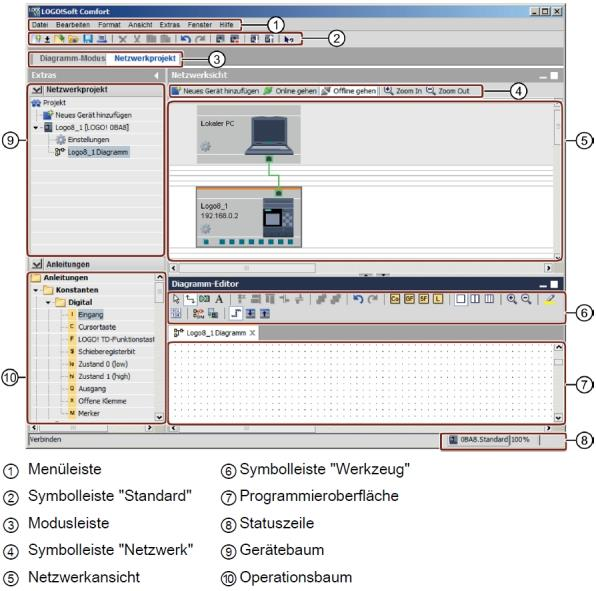 LOGO!Soft Comfort
Datei Bearbeiten Format Ansicht Extras Fenster Hilfe
1
2
Diagramm-Modus Netzwerkprojekt
3
Extras
Netzwerkprojekt
Projekt
Neues Gerät hinzufügen
Logo8_1 [LOGO! 0BA8]
Einstellungen
Logo8_1 Diagramm
9
Netzwerksicht
Neues Gerät hinzufügen Online gehen Offline gehen Zoom In Zoom Out
4
Lokaler PC
Logo8_1
192.168.0.2
5
Anleitungen
Anleitungen
Konstanten
Digital
I Eingang
C Cursortaste
F LOGO! TD-Funktionstast
S Schieberegisterbit
lo Zustand 0 (low)
hi Zustand 1 (high)
Q Ausgang
X Offene Klemme
M Merker
10
Diagramm-Editor
A Co GF SF L
6
Logo8_1 Diagramm X
7
Verbinden
0BA8.Standard 100%
8
1 Menüleiste
2 Symbolleiste "Standard"
3 Modusleiste
4 Symbolleiste "Netzwerk"
5 Netzwerkansicht
6 Symbolleiste "Werkzeug"
7 Programmieroberfläche
8 Statuszeile
9 Gerätebaum
10 Operationsbaum